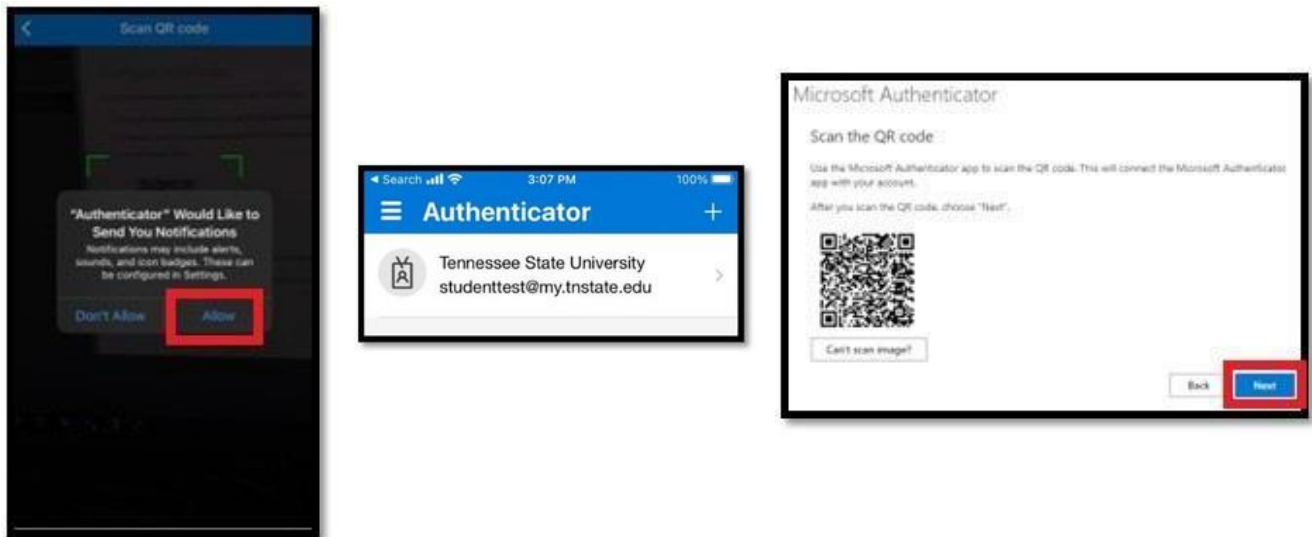 Scan QR code
"Authenticator" Would Like to
Send You Notifications
Notifications may include alerts,
sounds, and icon badges. These can
be configured in Settings.
Don't Allow
Allow
Search
3:07 PM
100%
Authenticator
Tennessee State University
studenttest@my.tnstate.edu
Microsoft Authenticator
Scan the QR code
Use the Microsoft Authenticator app to scan the QR code. This will connect the Microsoft Authenticator
app with your account.
After you scan the QR code, choose "Next".
Can't scan image?
Back
Next